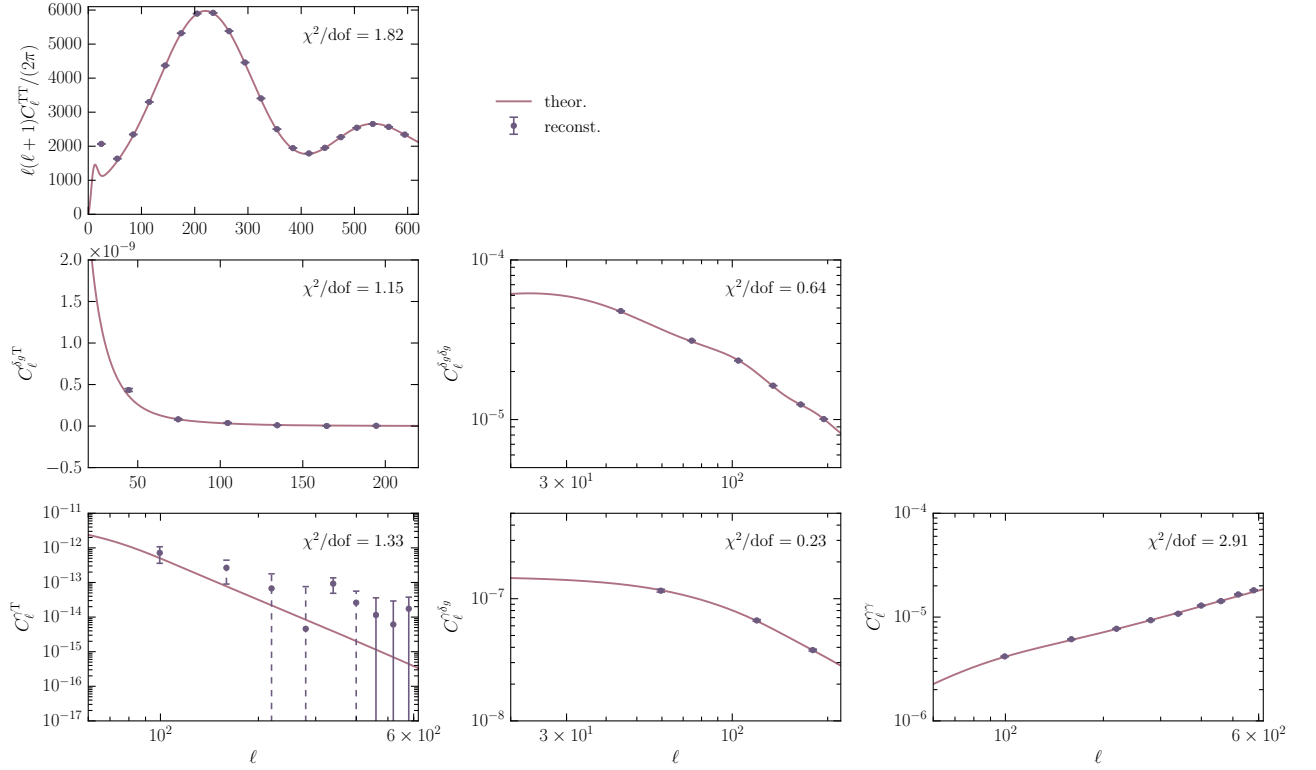 6000
5000
4000
3000
2000
1000
0
ℓ(ℓ + 1)C_ℓ^{TT}/(2π)
χ²/dof = 1.82
0 100 200 300 400 500 600
theor.
reconst.
×10⁻⁹
2.0
1.5
1.0
0.5
0.0
−0.5
C_ℓ^{δ_g T}
χ²/dof = 1.15
50 100 150 200
10⁻⁴
10⁻⁵
C_ℓ^{δ_g δ_g}
χ²/dof = 0.64
3 × 10¹ 10²
10⁻¹¹
10⁻¹²
10⁻¹³
10⁻¹⁴
10⁻¹⁵
10⁻¹⁶
10⁻¹⁷
C_ℓ^{γT}
χ²/dof = 1.33
10² 6 × 10²
ℓ
10⁻⁷
10⁻⁸
C_ℓ^{γδ_g}
χ²/dof = 0.23
3 × 10¹ 10²
ℓ
10⁻⁴
10⁻⁵
10⁻⁶
C_ℓ^{γγ}
χ²/dof = 2.91
10² 6 × 10²
ℓ